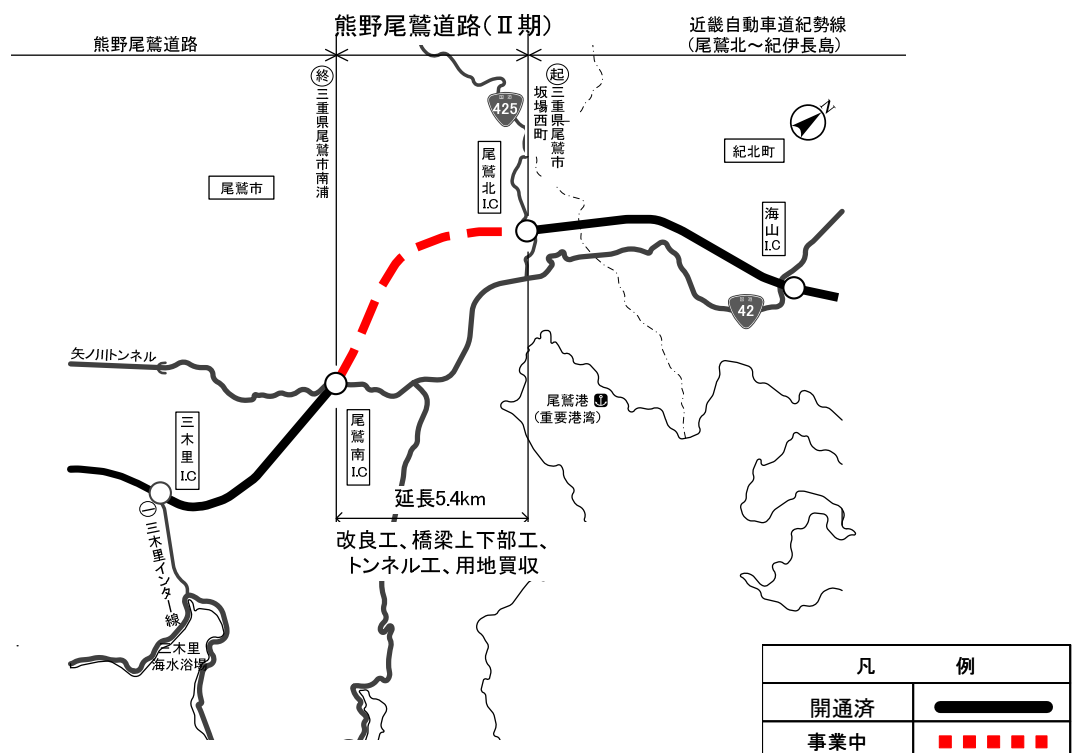 熊野尾鷲道路(Ⅱ期)
熊野尾鷲道路
近畿自動車道紀勢線
(尾鷲北～紀伊長島)
終
三重県尾鷲市南浦
起
三重県尾鷲市
坂場西町
国道
425
N
尾鷲北I.C
紀北町
尾鷲市
海山I.C
国道
42
矢ノ川トンネル
尾鷲港
(重要港湾)
三木里I.C
尾鷲南I.C
延長5.4km
改良工、橋梁上下部工、
トンネル工、用地買収
一
三木里インター線
三木里
海水浴場
凡 例
開通済
事業中